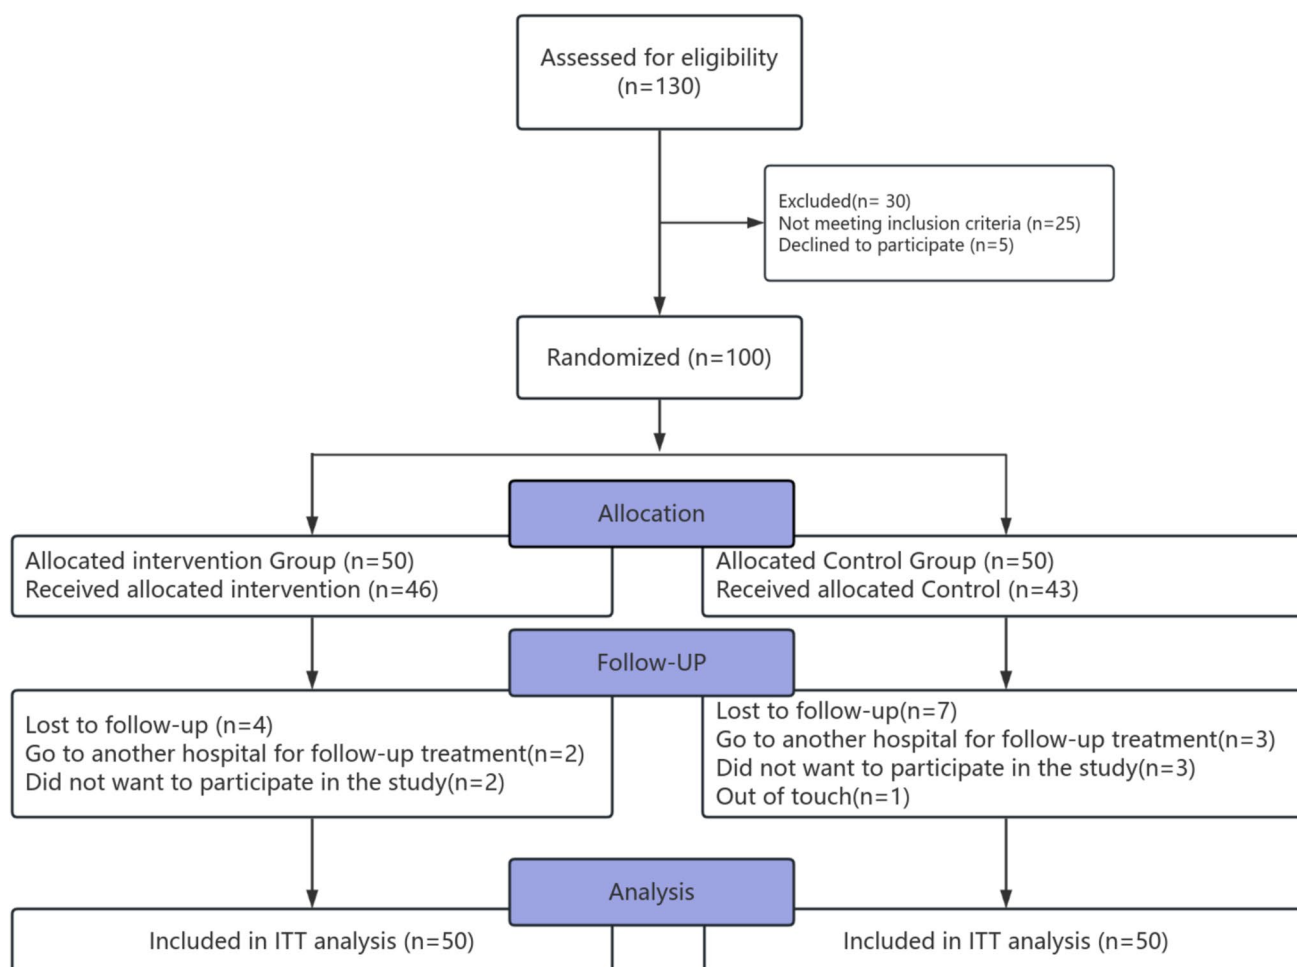 Assessed for eligibility
(n=130)
Excluded(n= 30)
Not meeting inclusion criteria (n=25)
Declined to participate (n=5)
Randomized (n=100)
Allocation
Allocated intervention Group (n=50)
Received allocated intervention (n=46)
Allocated Control Group (n=50)
Received allocated Control (n=43)
Follow-UP
Lost to follow-up (n=4)
Go to another hospital for follow-up treatment(n=2)
Did not want to participate in the study(n=2)
Lost to follow-up(n=7)
Go to another hospital for follow-up treatment(n=3)
Did not want to participate in the study(n=3)
Out of touch(n=1)
Analysis
Included in ITT analysis (n=50)
Included in ITT analysis (n=50)